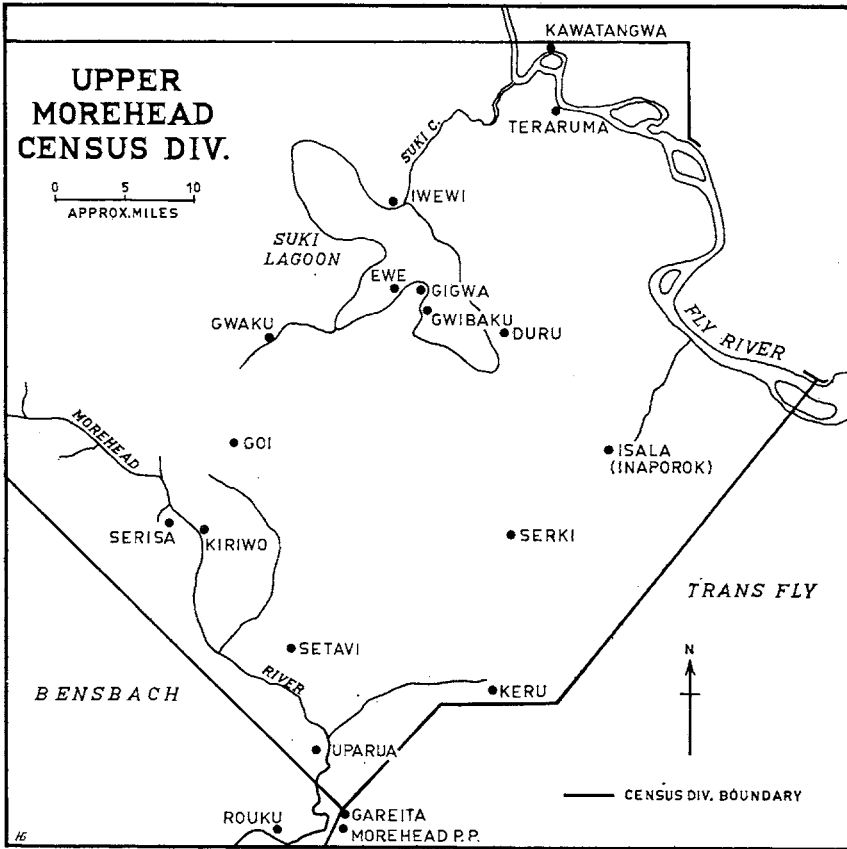 UPPER
MOREHEAD
CENSUS DIV.
0 5 10
APPROX. MILES
KAWATANGWA
TERARUMA
SUKI C.
IWEWI
SUKI
LAGOON
EWE
GIGWA
GWIBAKU
GWAKU
DURU
FLY RIVER
MOREHEAD
GOI
ISALA
(INAPOROK)
SERISA
KIRIWO
SERKI
TRANS FLY
SETAVI
N
RIVER
BENSBACH
KERU
UPARUA
CENSUS DIV. BOUNDARY
ROUKU
GAREITA
MOREHEAD P.P.
HG